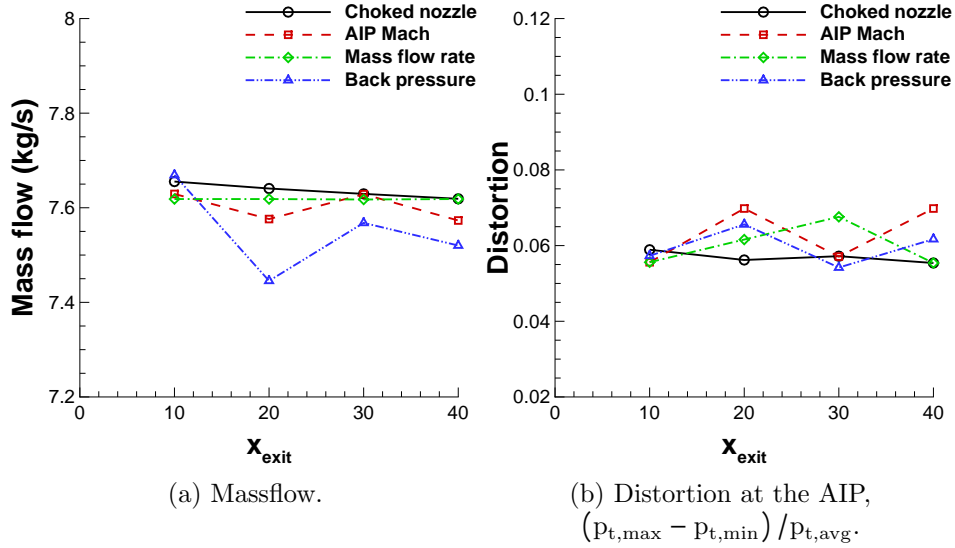 Choked nozzle
AIP Mach
Mass flow rate
Back pressure
8
7.8
7.6
7.4
7.2
0 10 20 30 40
Mass flow (kg/s)
x_exit
(a) Massflow.
Choked nozzle
AIP Mach
Mass flow rate
Back pressure
0.12
0.1
0.08
0.06
0.04
0.02
0 10 20 30 40
Distortion
x_exit
(b) Distortion at the AIP,
(p_t,max − p_t,min) /p_t,avg.